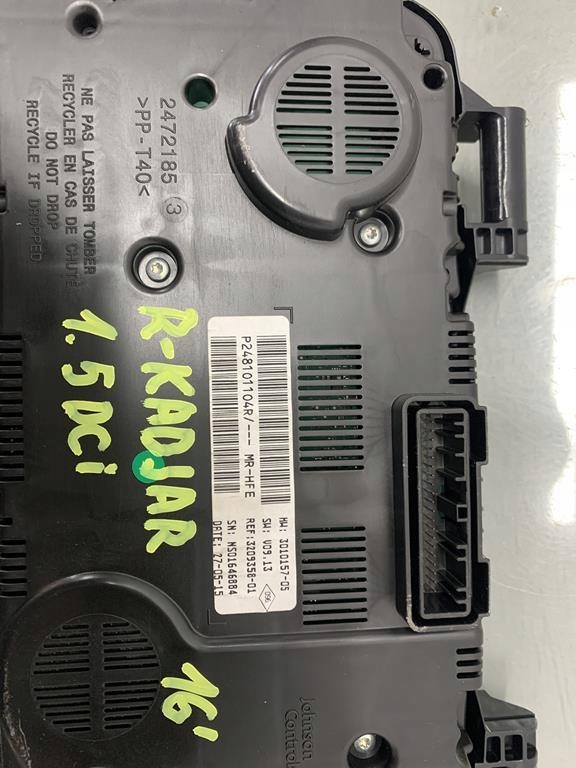 2472185 3
>PP-T40<
NE PAS LAISSER TOMBER
RECYCLER EN CAS DE CHUTE
DO NOT DROP
RECYCLE IF DROPPED
R-KADJAR
1.5 DCi
16'
P248101104R/--- MR-HFE
HW: 3010157-05
SW: V09.13
REF:3209358-01
SN: NS01646884
DATE: 27-05-15
Johnson
Control